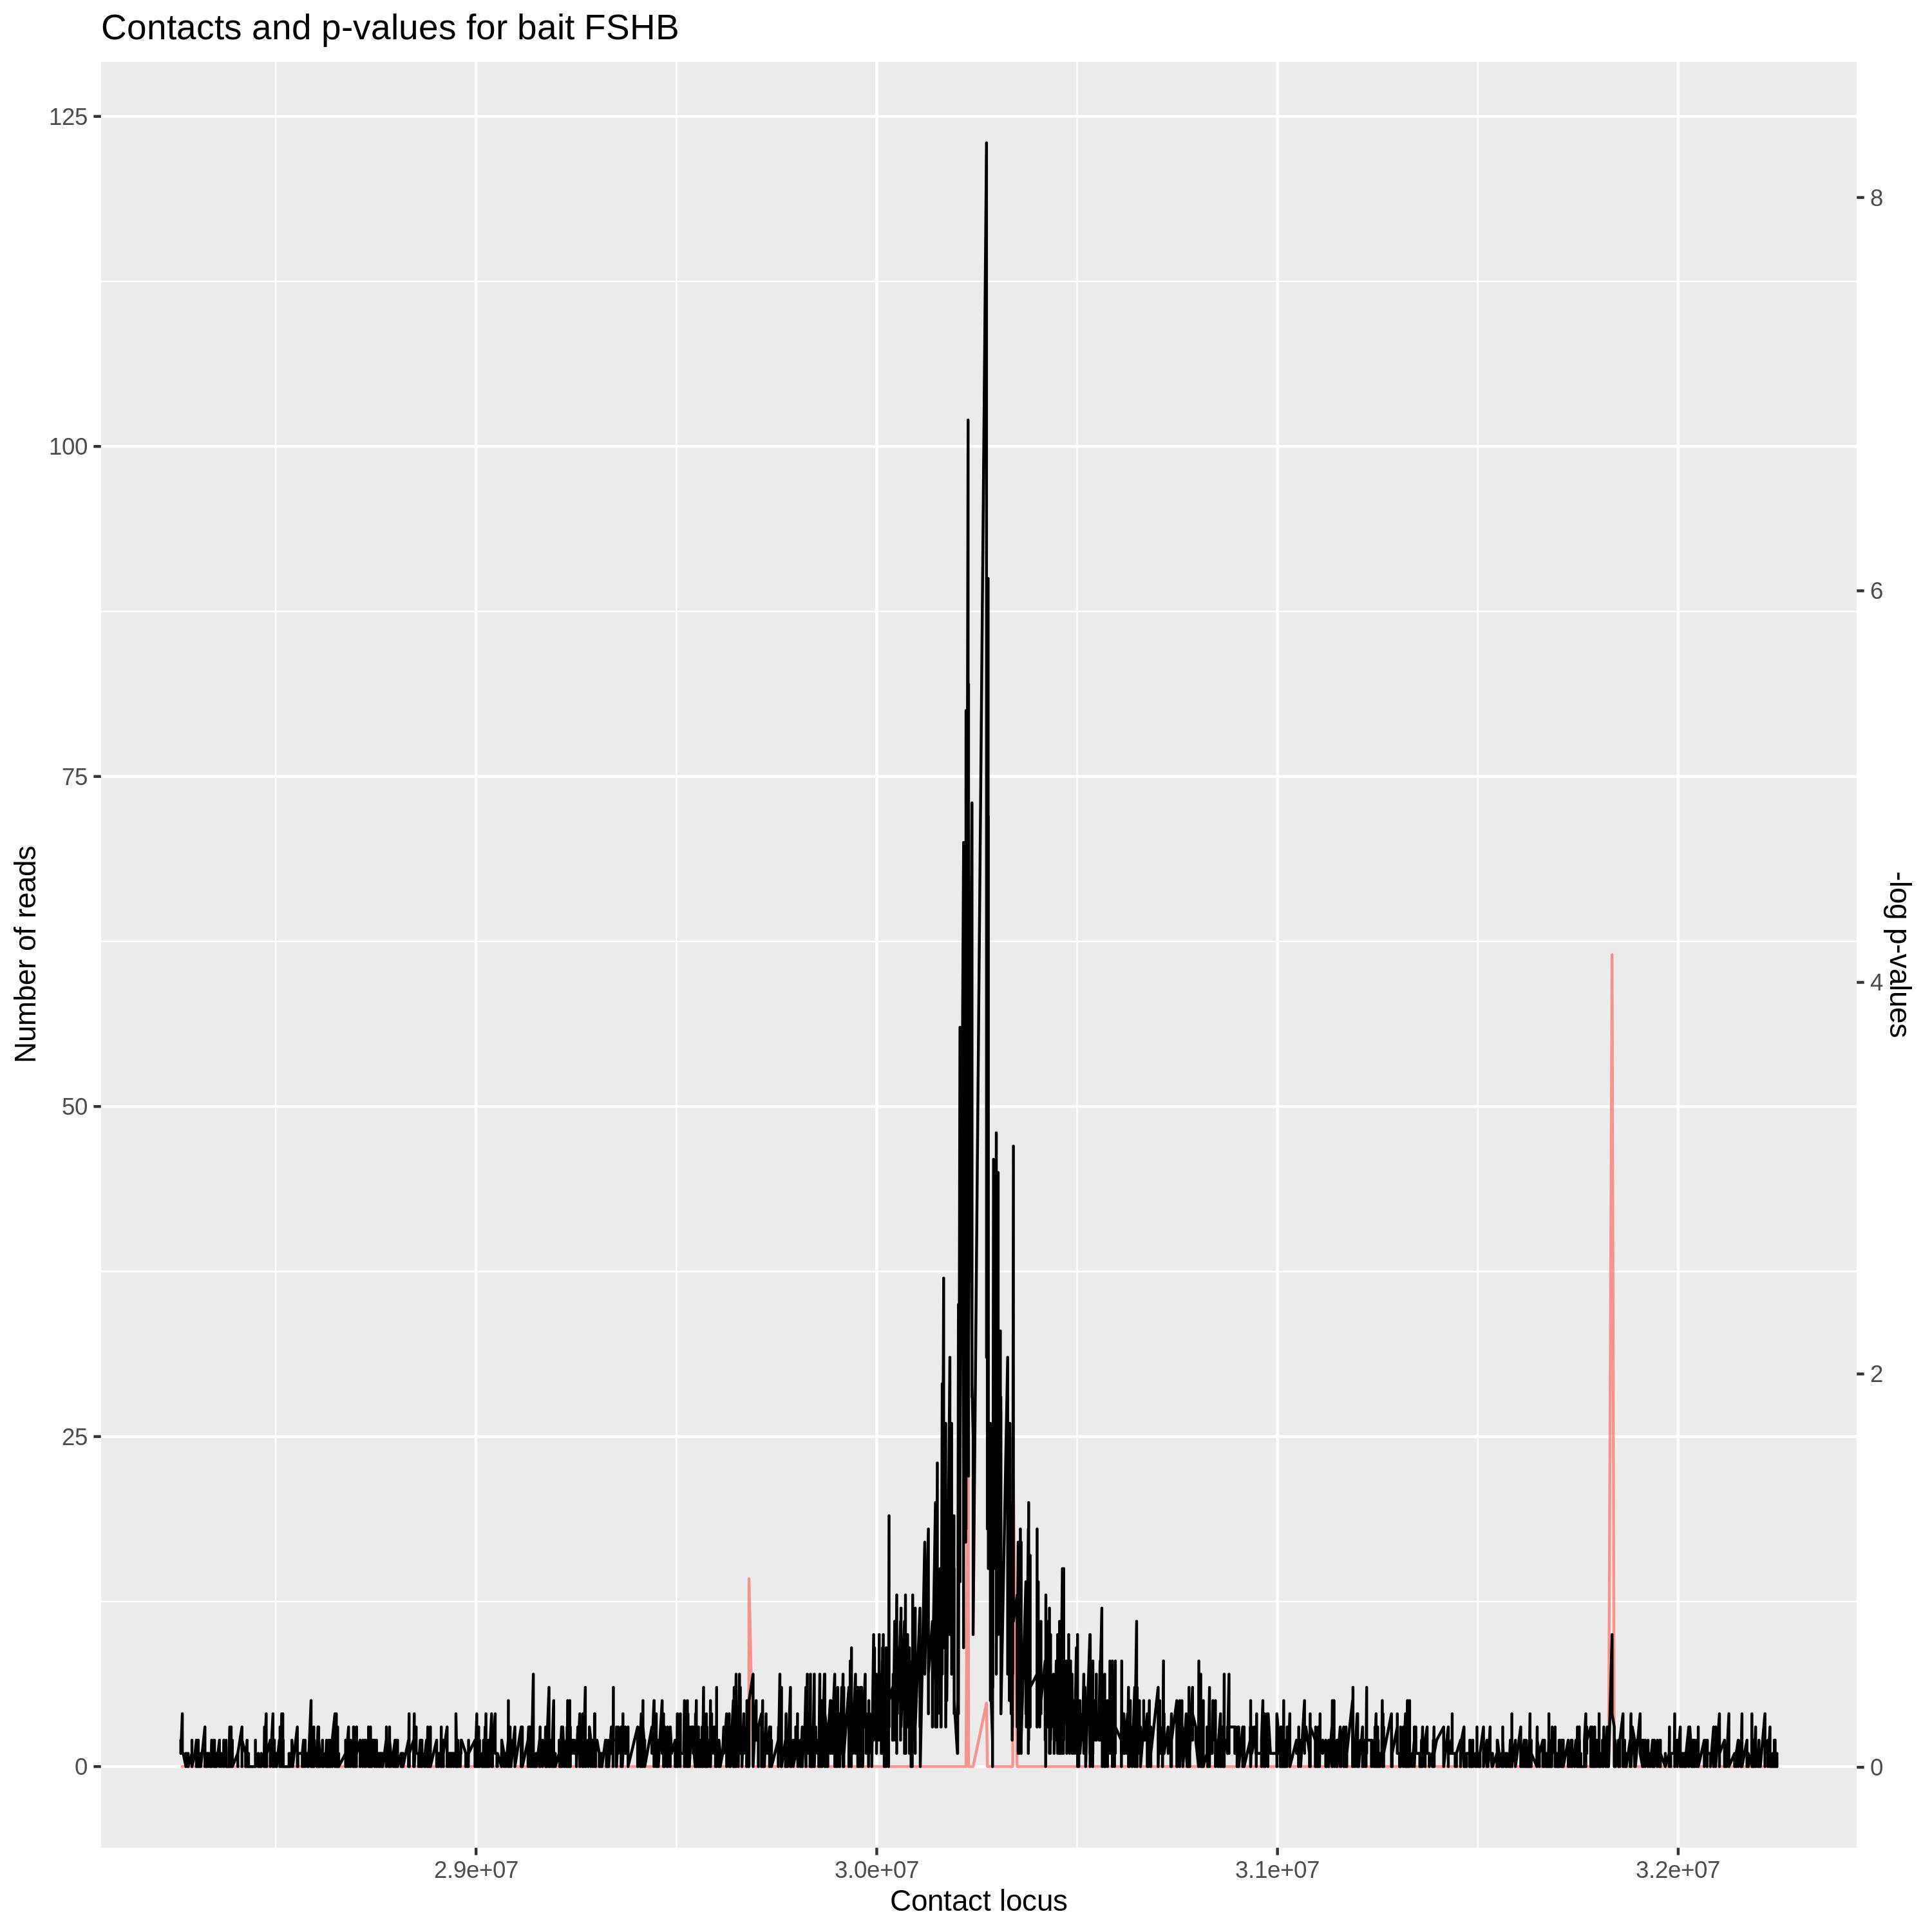 Contacts and p-values for bait FSHB
125
100
75
50
25
0
Number of reads
8
6
4
2
0
-log p-values
2.9e+07 3.0e+07 3.1e+07 3.2e+07
Contact locus